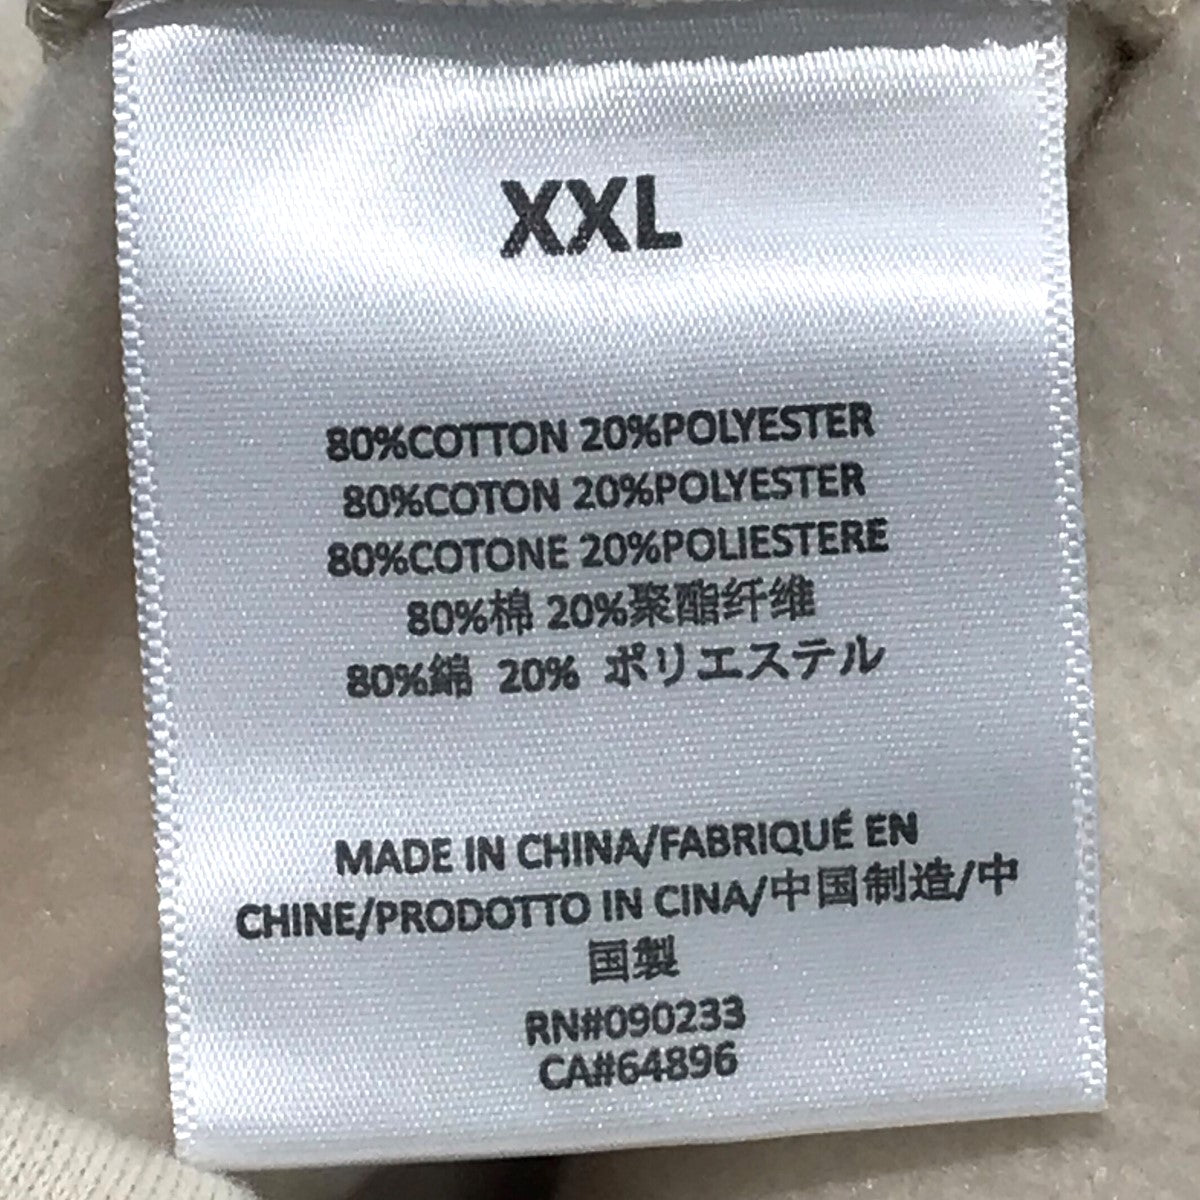 XXL
80%COTTON 20%POLYESTER
80%COTON 20%POLYESTER
80%COTONE 20%POLIESTERE
80%棉 20%聚酯纤维
80%綿 20% ポリエステル
MADE IN CHINA/FABRIQUÉ EN
CHINE/PRODOTTO IN CINA/中国制造/中
国製
RN#090233
CA#64896